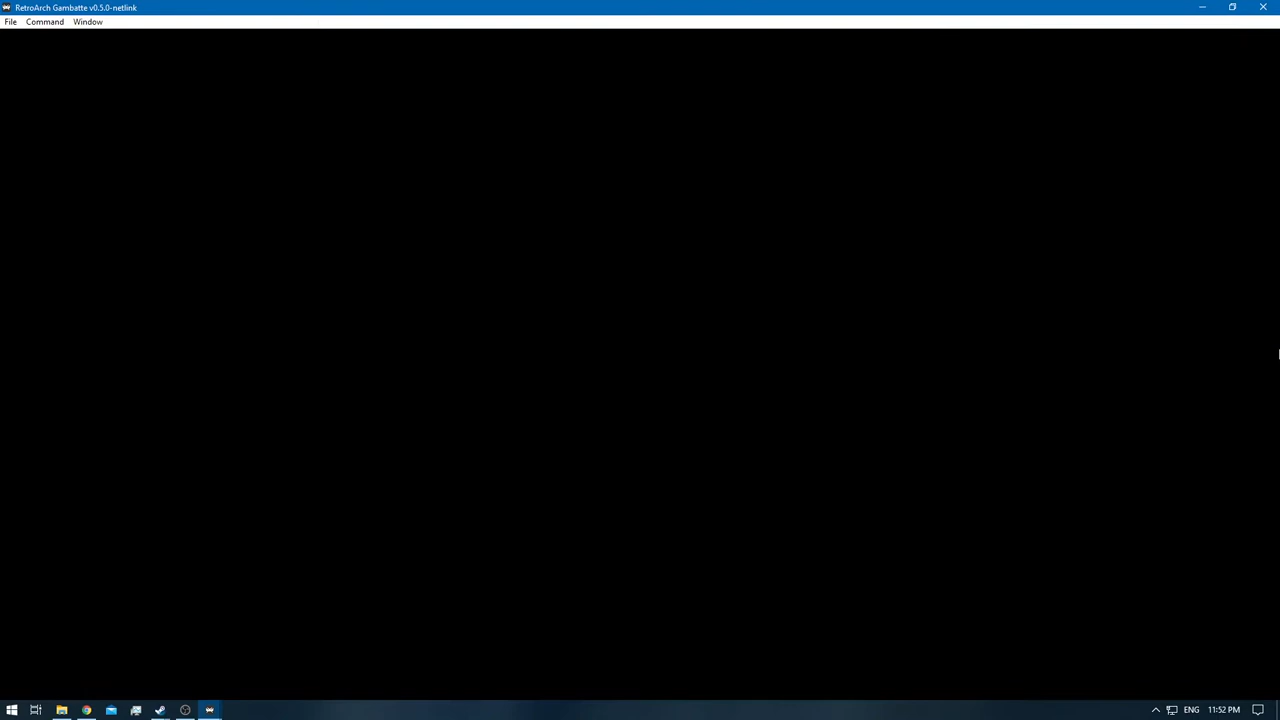 RetroArch Gambatte v0.5.0-netlink
File Command Window
ENG 11:52 PM